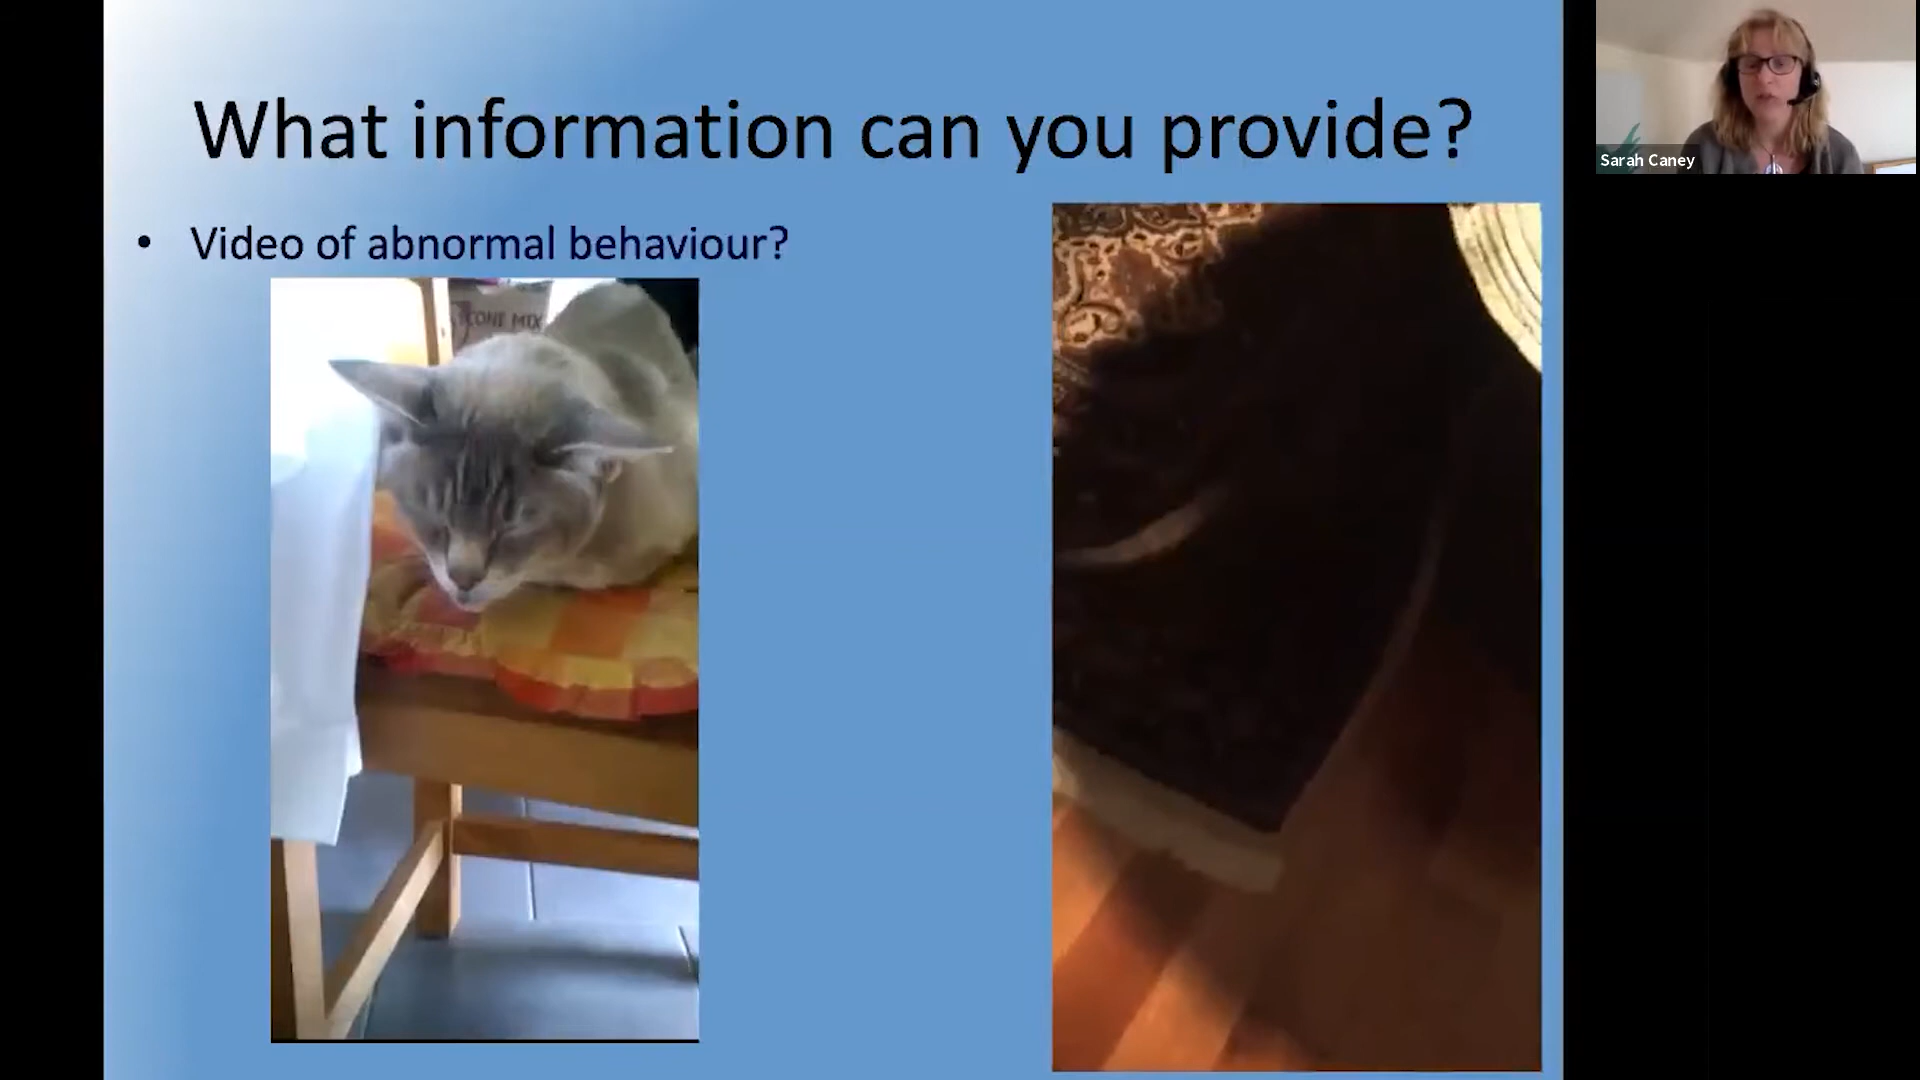 What information can you provide?
• Video of abnormal behaviour?
CONE MIX
Sarah Caney